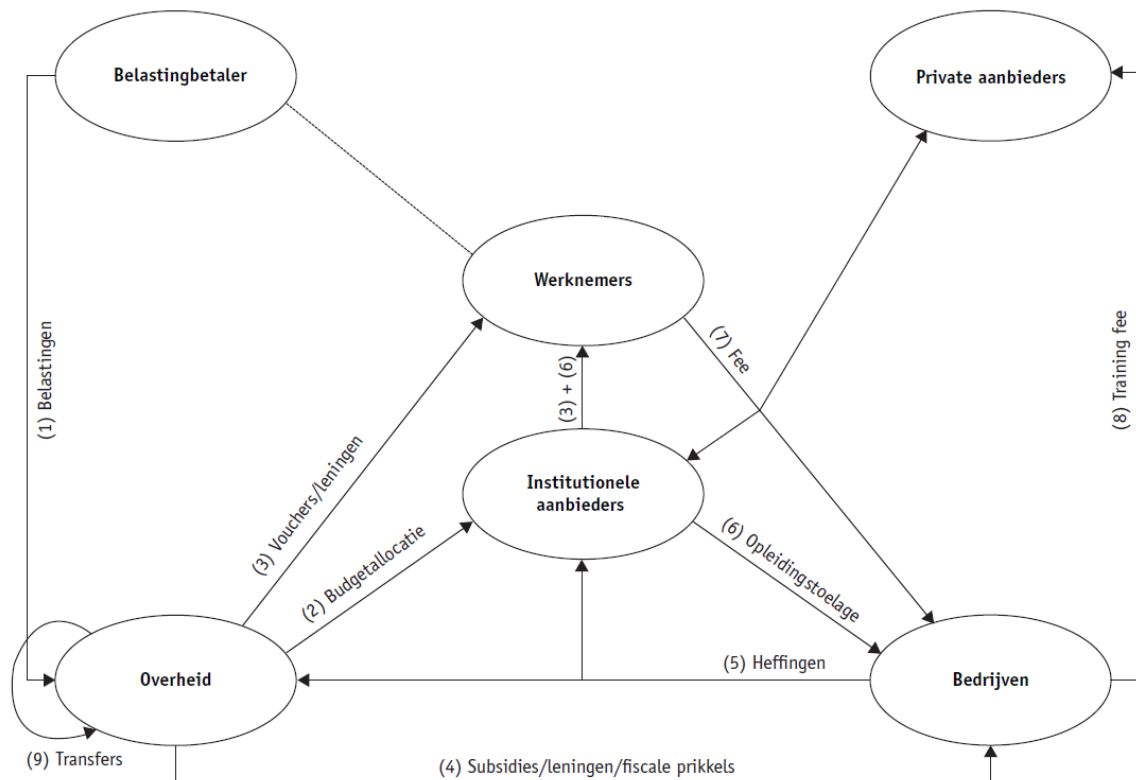 Belastingbetaler
Private aanbieders
Werknemers
(1) Belastingen
(7) Fee
(8) Training fee
(3) + (6)
(3) Vouchers/leningen
Institutionele
aanbieders
(2) Budgetallocatie
(6) Opleidingstoelage
(5) Heffingen
Overheid
Bedrijven
(9) Transfers
(4) Subsidies/leningen/fiscale prikkels